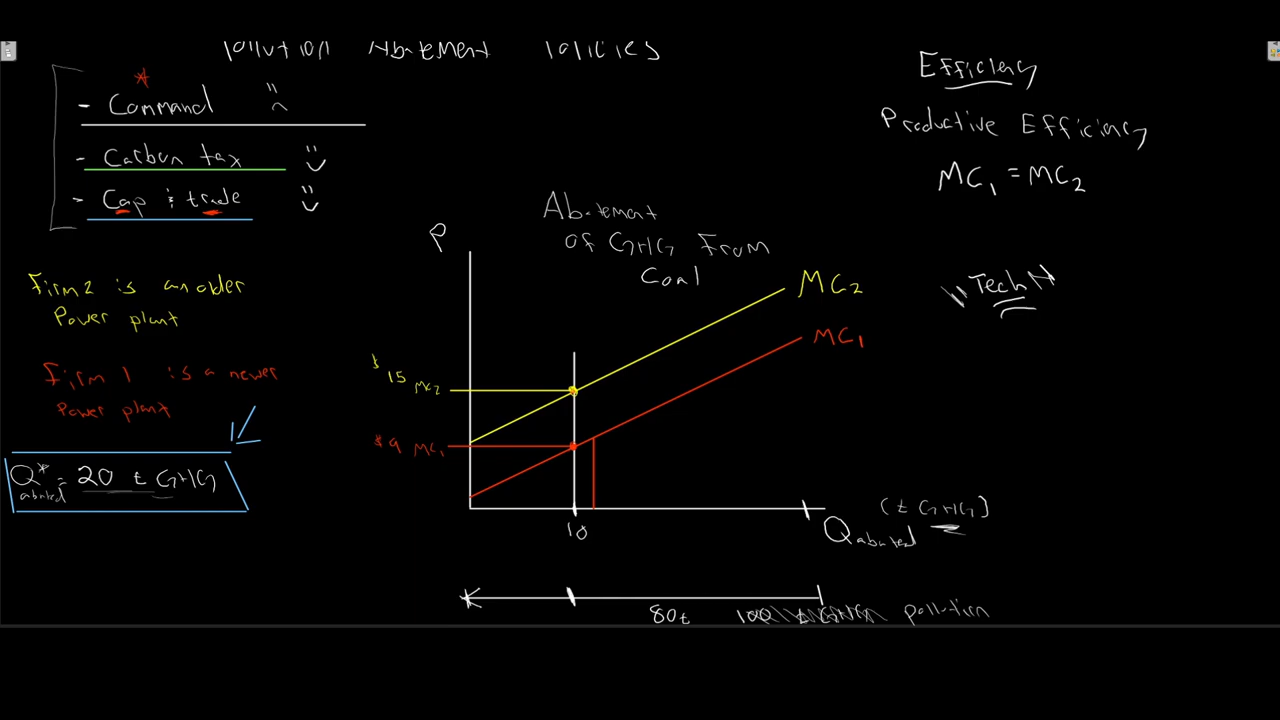 Pollution Abatement Policies
- Command
- Carbon tax
- Cap & trade
Firm 2 is an older
Power plant
Firm 1 is a newer
Power plant
Q* = 20 t GHG
abated
Efficiency
Productive Efficiency
MC1 = MC2
"Tech"
Abatement
of GHG From
Coal
P
MC2
MC1
$15 MC2
$9 MC1
10
Qabated
(t GHG)
80t
pollution